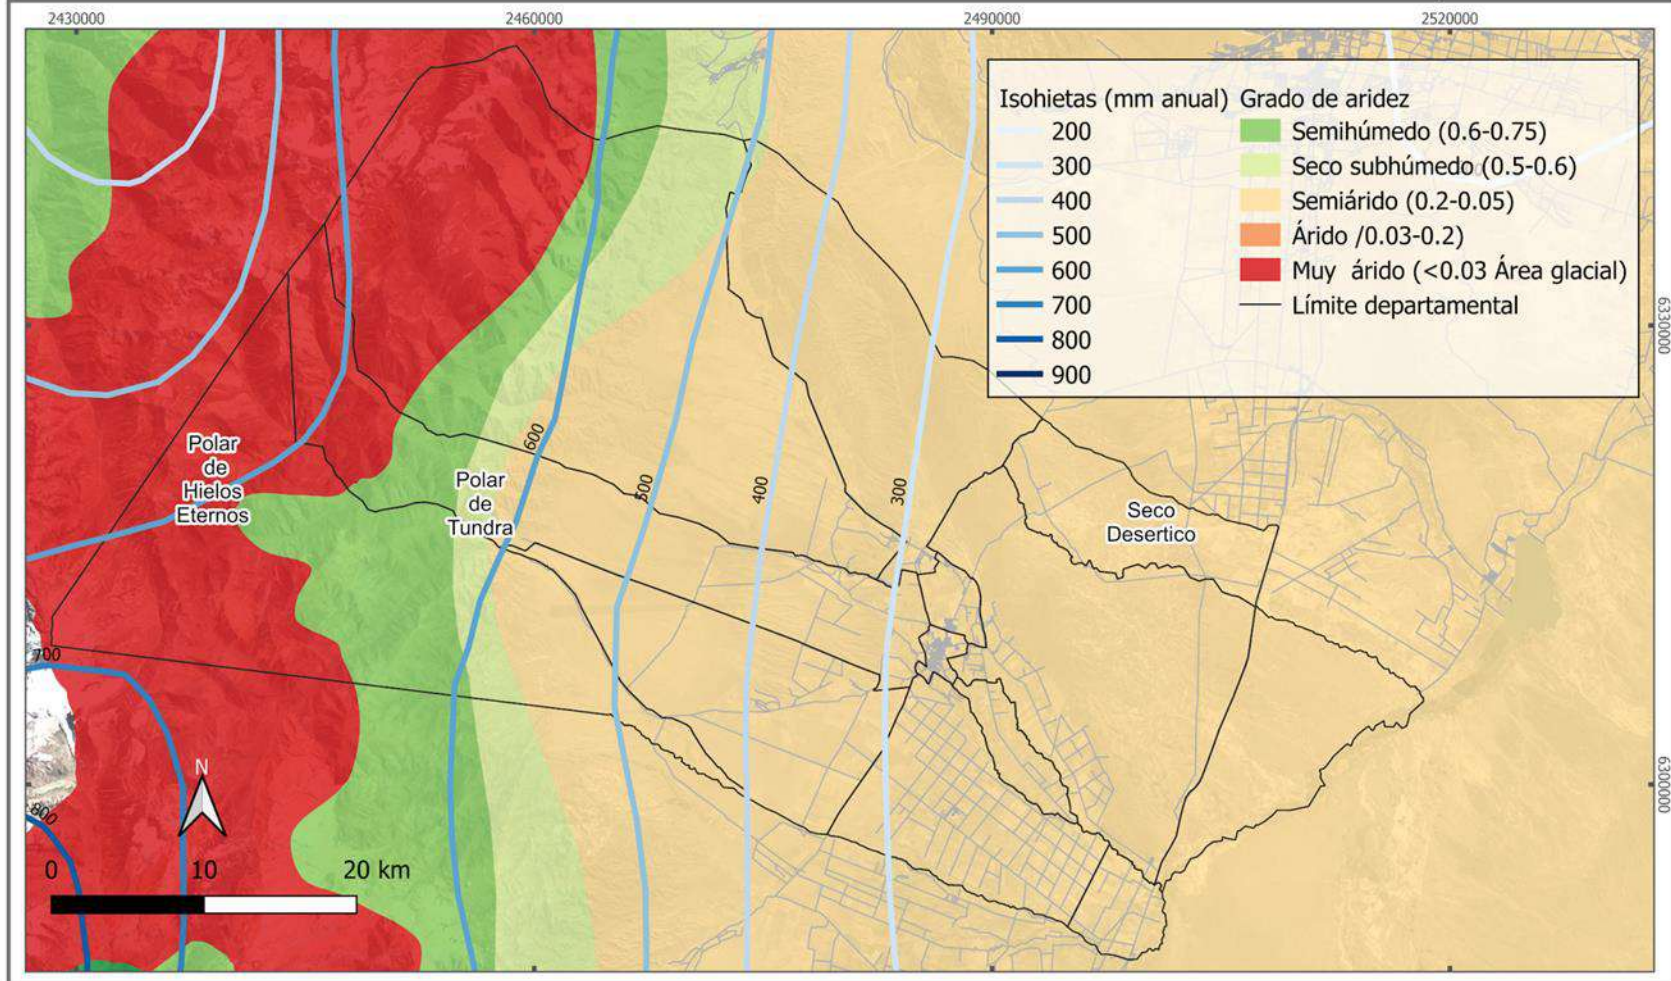 2430000
2460000
2490000
2520000
Isohietas (mm anual)
200
300
400
500
600
700
800
900
Grado de aridez
Semihúmedo (0.6-0.75)
Seco subhúmedo (0.5-0.6)
Semiárido (0.2-0.05)
Árido /0.03-0.2)
Muy árido (<0.03 Área glacial)
Límite departamental
6330000
6300000
Polar
de
Hielos
Eternos
Polar
de
Tundra
Seco
Desertico
600
500
400
300
700
800
N
0
10
20 km